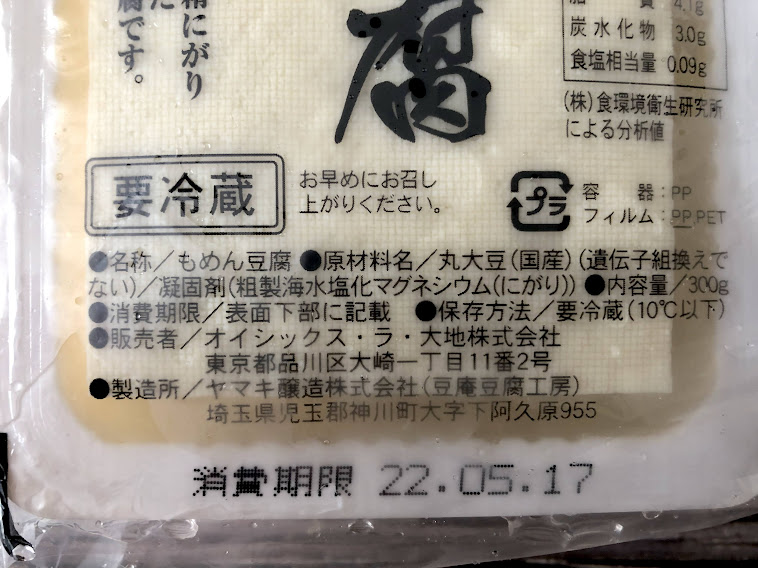 精にがり
腐です。
腐
4.1g
炭水化物 3.0g
食塩相当量 0.09g
(株)食環境衛生研究所
による分析値
要冷蔵
お早めにお召し
上がりください。
プラ
容 器:PP
フィルム:PP,PET
●名称/もめん豆腐 ●原材料名/丸大豆(国産)(遺伝子組換えで
ない)/凝固剤(粗製海水塩化マグネシウム(にがり)) ●内容量/300g
●消費期限/表面下部に記載 ●保存方法/要冷蔵(10℃以下)
●販売者/オイシックス・ラ・大地株式会社
東京都品川区大崎一丁目11番2号
●製造所/ヤマキ醸造株式会社(豆庵豆腐工房)
埼玉県児玉郡神川町大字下阿久原955
消費期限 22.05.17